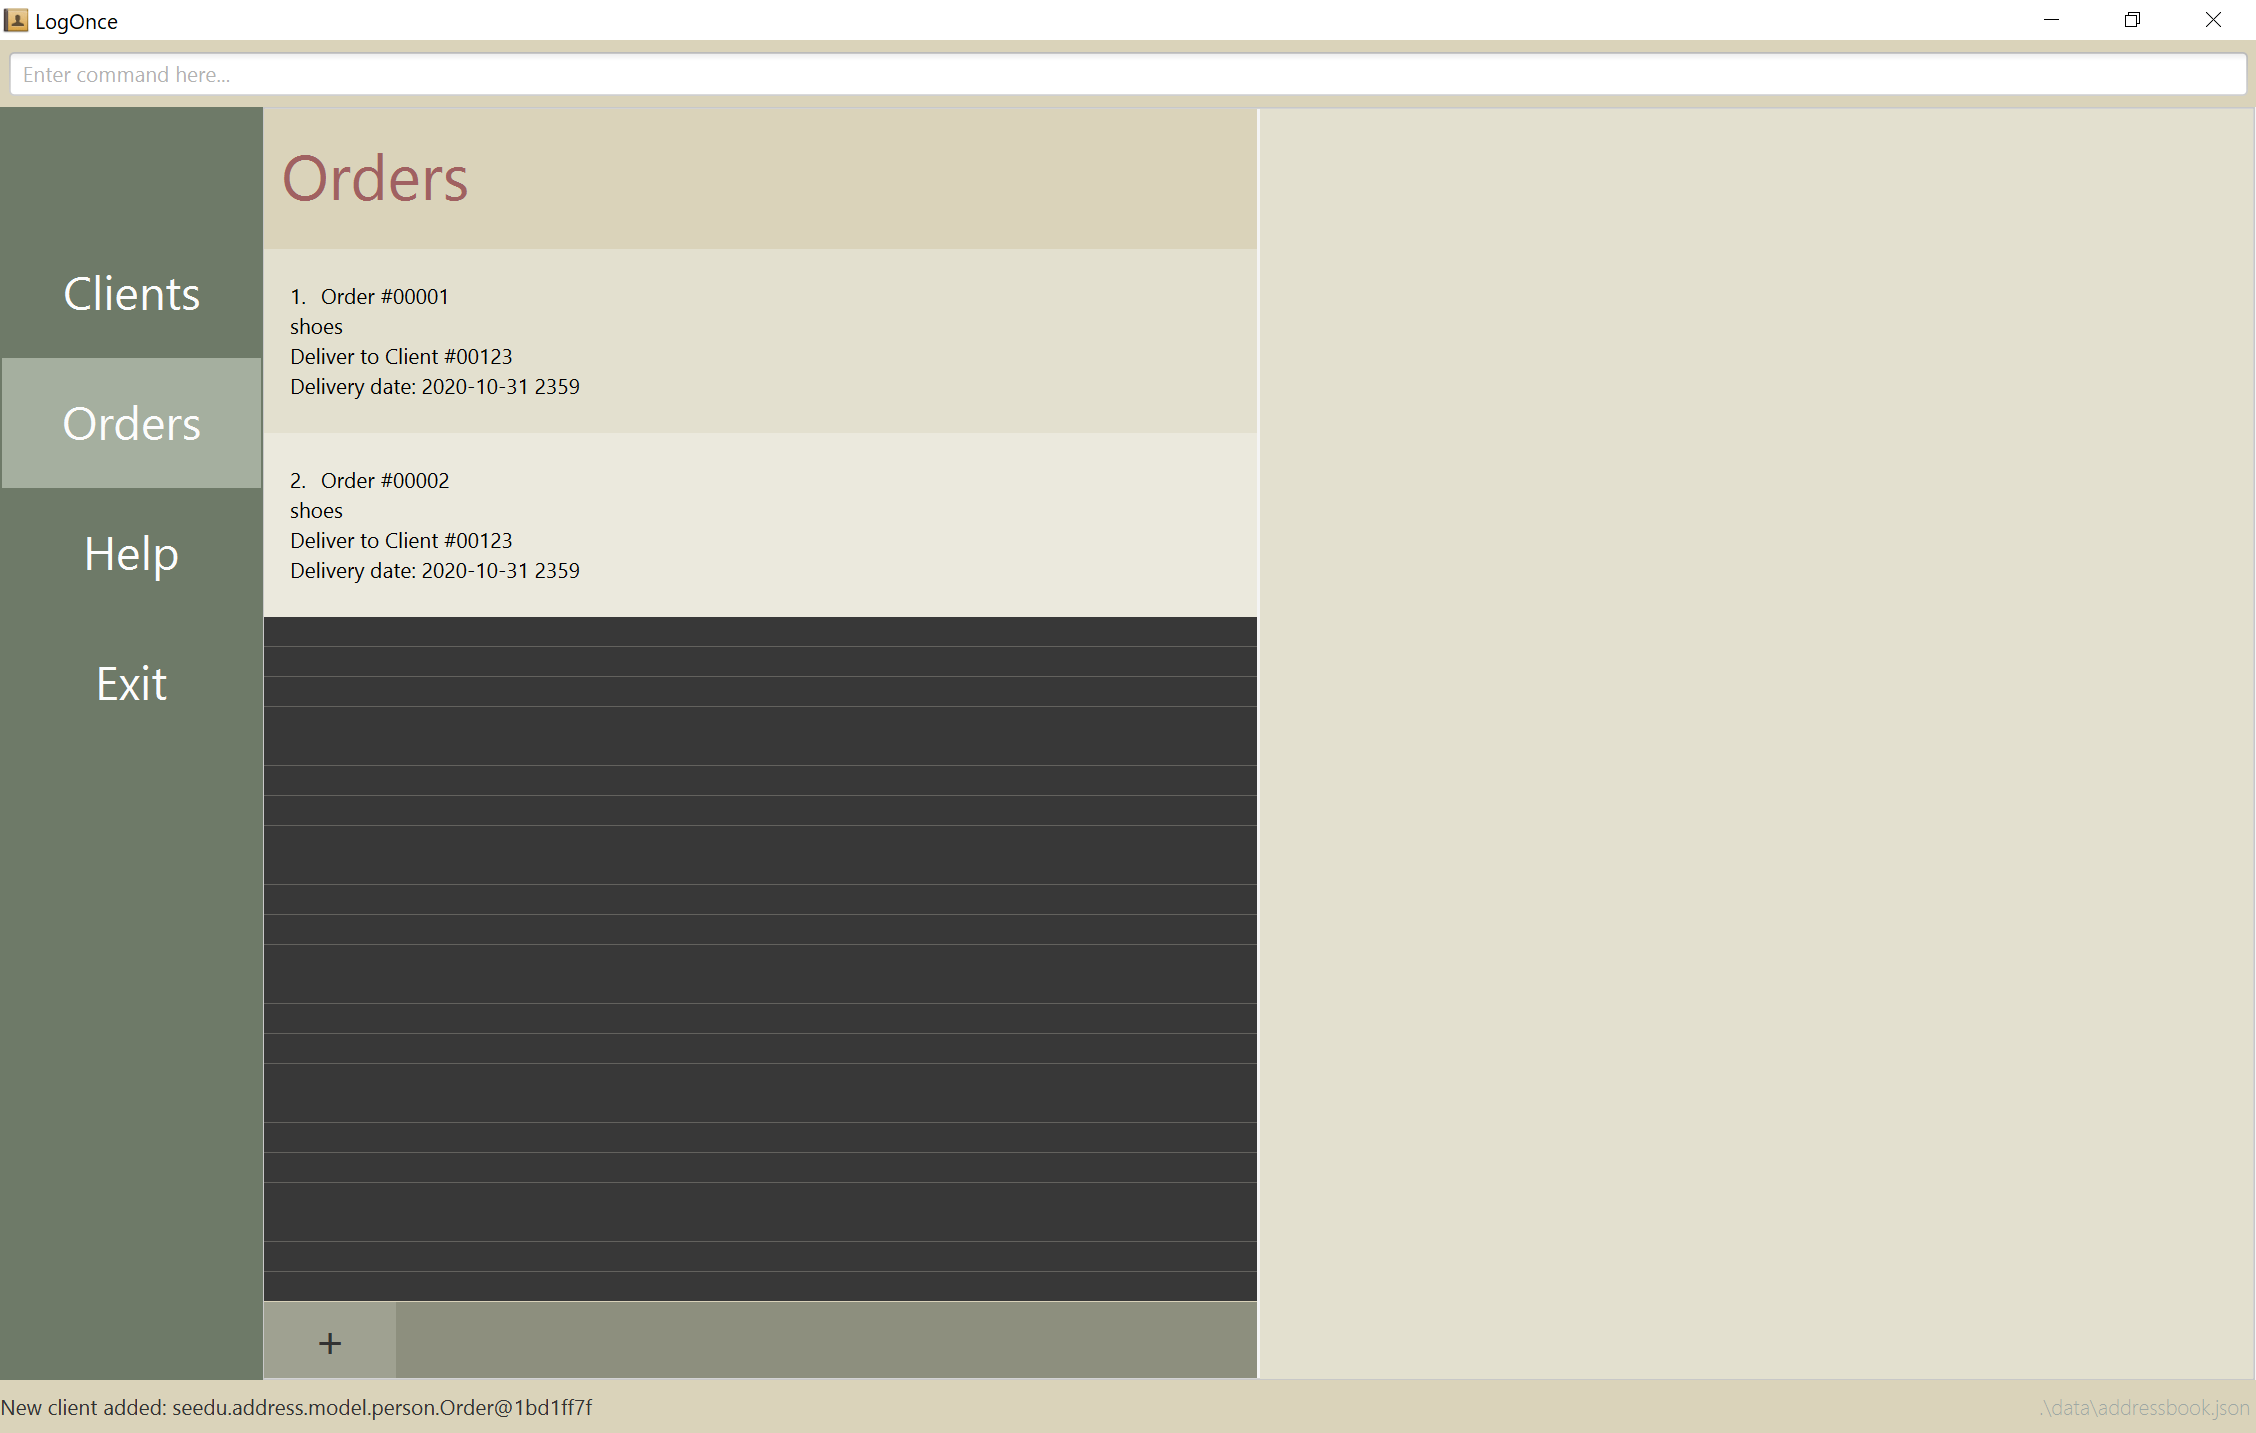 LogOnce
Enter command here...
Clients
Orders
Help
Exit
Orders
1. Order #00001
shoes
Deliver to Client #00123
Delivery date: 2020-10-31 2359
2. Order #00002
shoes
Deliver to Client #00123
Delivery date: 2020-10-31 2359
+
New client added: seedu.address.model.person.Order@1bd1ff7f
.\data\addressbook.json